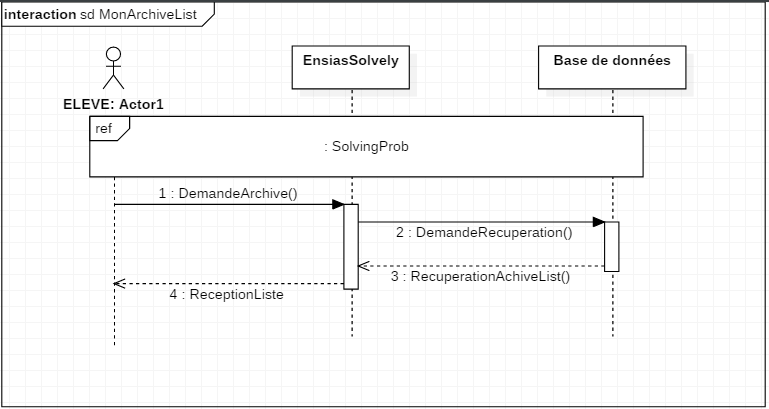 interaction sd MonArchiveList
EnsiasSolvely
Base de données
ELEVE: Actor1
ref
: SolvingProb
1 : DemandeArchive()
2 : DemandeRecuperation()
3 : RecuperationAchiveList()
4 : ReceptionListe